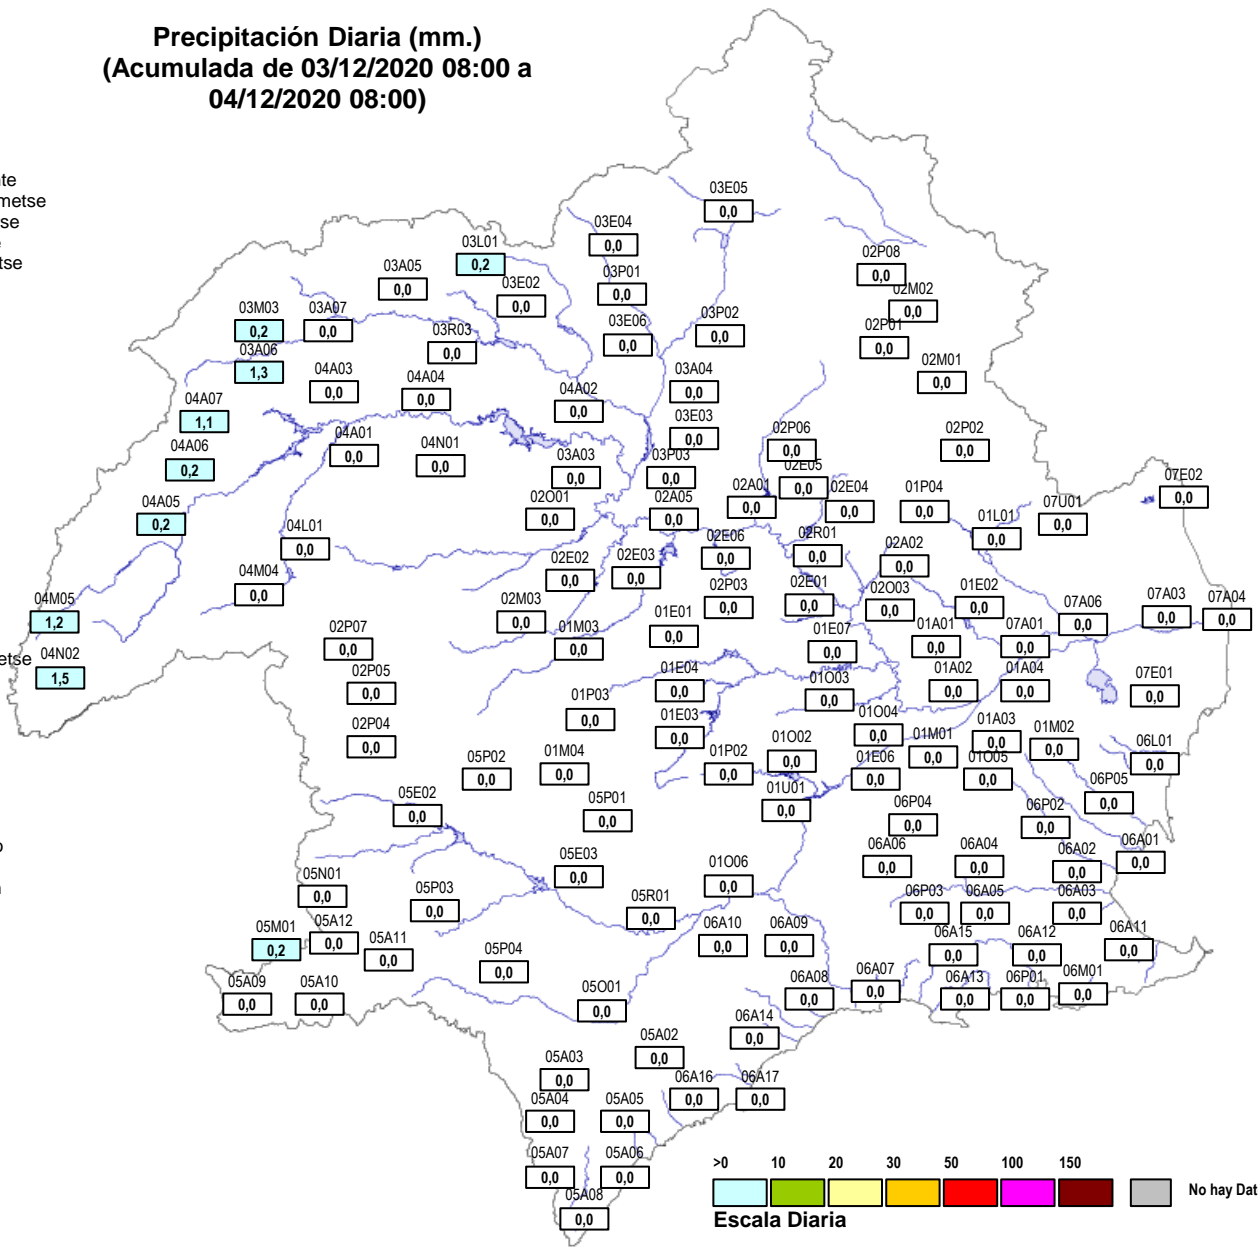 Precipitación Diaria (mm.)
(Acumulada de 03/12/2020 08:00 a
04/12/2020 08:00)
te
metse
se
tse
03E05
0,0
03E04
0,0
03L01
0,2
02P08
0,0
03A05
0,0
03P01
0,0
03E02
0,0
02M02
0,0
03M03
0,2
03A07
0,0
03P02
0,0
03E06
0,0
03R03
0,0
02P01
0,0
03A06
1,3
02M01
0,0
04A03
0,0
04A04
0,0
03A04
0,0
04A02
0,0
04A07
1,1
03E03
0,0
04A01
0,0
04N01
0,0
02P06
0,0
02P02
0,0
04A06
0,2
03A03
0,0
03P03
0,0
02E05
0,0
07E02
0,0
02A01
0,0
02E04
0,0
01P04
0,0
04A05
0,2
02O01
0,0
02A05
0,0
07U01
0,0
01L01
0,0
04L01
0,0
02E06
0,0
02R01
0,0
02A02
0,0
02E02
0,0
02E03
0,0
04M04
0,0
02P03
0,0
02E01
0,0
02O03
0,0
01E02
0,0
07A03
0,0
07A04
0,0
04M05
1,2
02M03
0,0
07A06
0,0
01E01
0,0
01M03
0,0
02P07
0,0
01E07
0,0
01A01
0,0
07A01
0,0
etse
04N02
1,5
02P05
0,0
01E04
0,0
01O03
0,0
01A02
0,0
01A04
0,0
07E01
0,0
01P03
0,0
01E03
0,0
02P04
0,0
01O04
0,0
01A03
0,0
01M02
0,0
01M01
0,0
05P02
0,0
01M04
0,0
01P02
0,0
01O02
0,0
01E06
0,0
01O05
0,0
06L01
0,0
05E02
0,0
05P01
0,0
01U01
0,0
06P04
0,0
06P02
0,0
06P05
0,0
o
05E03
0,0
01O06
0,0
06A06
0,0
06A04
0,0
06A02
0,0
06A01
0,0
05N01
0,0
05P03
0,0
05R01
0,0
06P03
0,0
06A05
0,0
06A03
0,0
05M01
0,2
05A12
0,0
05A11
0,0
05P04
0,0
06A10
0,0
06A09
0,0
06A15
0,0
06A12
0,0
06A11
0,0
05A09
0,0
05A10
0,0
05O01
0,0
06A08
0,0
06A07
0,0
06A13
0,0
06P01
0,0
06M01
0,0
06A14
0,0
05A02
0,0
05A03
0,0
06A16
0,0
06A17
0,0
05A04
0,0
05A05
0,0
05A07
0,0
05A06
0,0
05A08
0,0
>0 10 20 30 50 100 150
No hay Dat
Escala Diaria